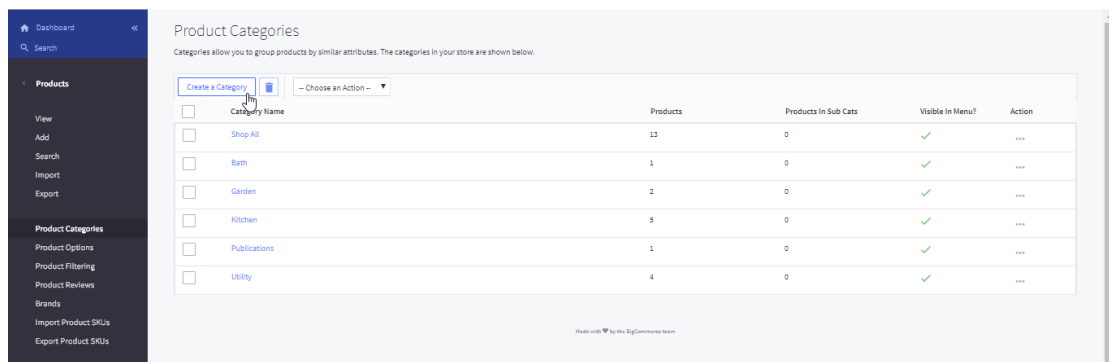 Dashboard «
Search
Products
View
Add
Search
Import
Export
Product Categories
Product Options
Product Filtering
Product Reviews
Brands
Import Product SKUs
Export Product SKUs
Product Categories
Categories allow you to group products by similar attributes. The categories in your store are shown below.
Create a Category -- Choose an Action --
Category Name Products Products In Sub Cats Visible In Menu? Action
Shop All 13 0
Bath 1 0
Garden 2 0
Kitchen 5 0
Publications 1 0
Utility 4 0
Made with ♥ by the BigCommerce team